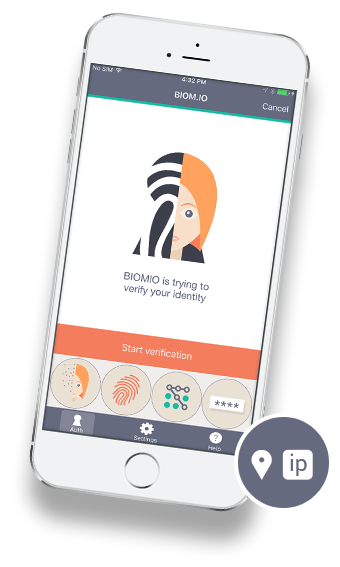 No SIM
4:32 PM
BIOM.IO
Cancel
BIOMIO is trying to
verify your identity
Start verification
****
Auth
Settings
Help
ip